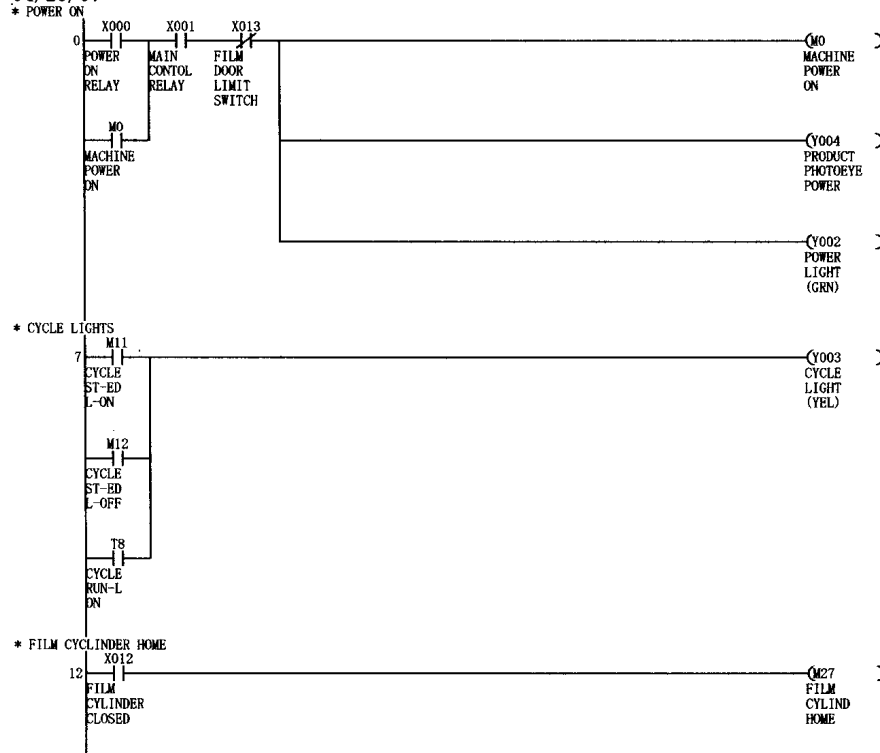 * POWER ON
X000 X001 X013
0 (M0 )
POWER MAIN FILM MACHINE
ON CONTOL DOOR POWER
RELAY RELAY LIMIT ON
SWITCH
M0
(Y004 )
MACHINE PRODUCT
POWER PHOTOEYE
ON POWER
(Y002 )
POWER
LIGHT
(GRN)
* CYCLE LIGHTS
M11
7 (Y003 )
CYCLE CYCLE
ST-ED LIGHT
L-ON (YEL)
M12
CYCLE
ST-ED
L-OFF
T8
CYCLE
RUN-L
ON
* FILM CYCLINDER HOME
X012
12 (M27 )
FILM FILM
CYLINDER CYLIND
CLOSED HOME